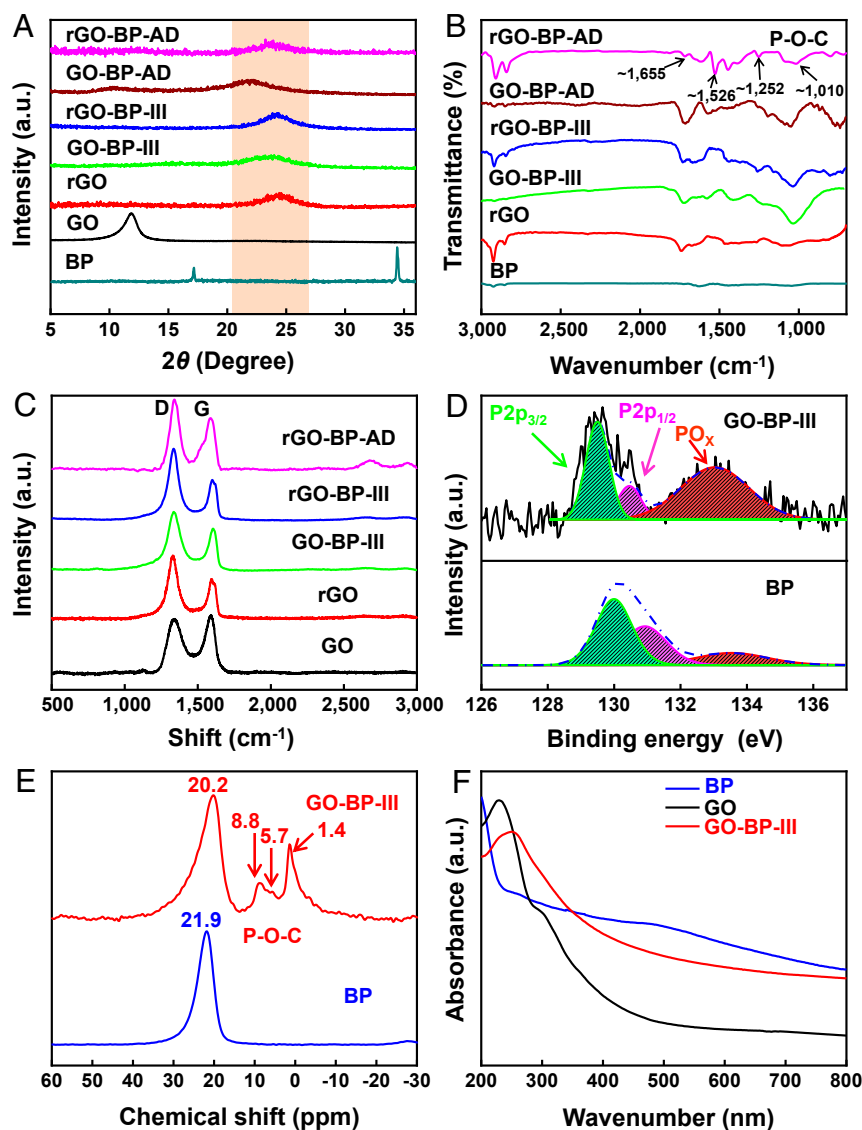 A
rGO-BP-AD
GO-BP-AD
rGO-BP-III
GO-BP-III
rGO
GO
BP
Intensity (a.u.)
5 10 15 20 25 30 35
2θ (Degree)
B
rGO-BP-AD
P-O-C
~1,655
~1,526
~1,252
~1,010
GO-BP-AD
rGO-BP-III
GO-BP-III
rGO
BP
Transmittance (%)
3,000 2,500 2,000 1,500 1,000
Wavenumber (cm⁻¹)
C
D G
rGO-BP-AD
rGO-BP-III
GO-BP-III
rGO
GO
Intensity (a.u.)
500 1,000 1,500 2,000 2,500 3,000
Shift (cm⁻¹)
D
P2p3/2
P2p1/2
GO-BP-III
POX
BP
Intensity (a.u.)
126 128 130 132 134 136
Binding energy (eV)
E
20.2
GO-BP-III
8.8
5.7
1.4
P-O-C
21.9
BP
Intensity (a.u.)
60 50 40 30 20 10 0 -10 -20 -30
Chemical shift (ppm)
F
BP
GO
GO-BP-III
Absorbance (a.u.)
200 300 400 500 600 700 800
Wavenumber (nm)